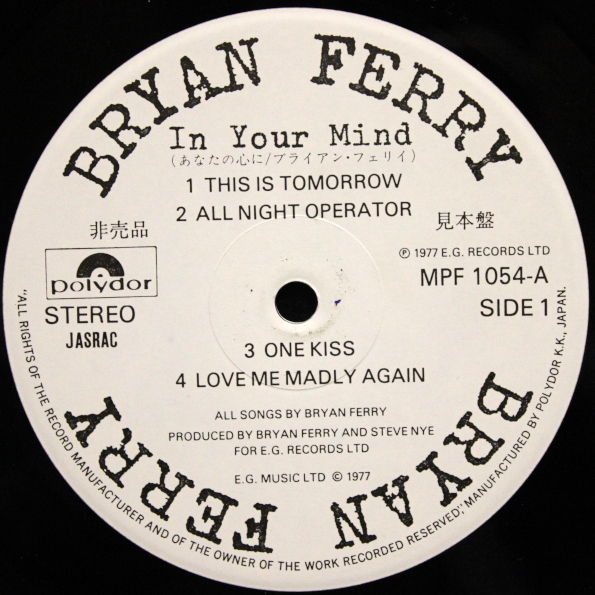 BRYAN FERRY
In Your Mind
(あなたの心に/ブライアン・フェリイ)
1 THIS IS TOMORROW
2 ALL NIGHT OPERATOR
非売品
見本盤
℗ 1977 E.G. RECORDS LTD
polydor
MPF 1054-A
STEREO
SIDE 1
JASRAC
3 ONE KISS
4 LOVE ME MADLY AGAIN
ALL SONGS BY BRYAN FERRY
PRODUCED BY BRYAN FERRY AND STEVE NYE
FOR E.G. RECORDS LTD
E.G. MUSIC LTD © 1977
BRYAN FERRY
"ALL RIGHTS OF THE RECORD MANUFACTURER AND OF THE OWNER OF THE WORK RECORDED RESERVED," MANUFACTURED BY POLYDOR K.K., JAPAN.